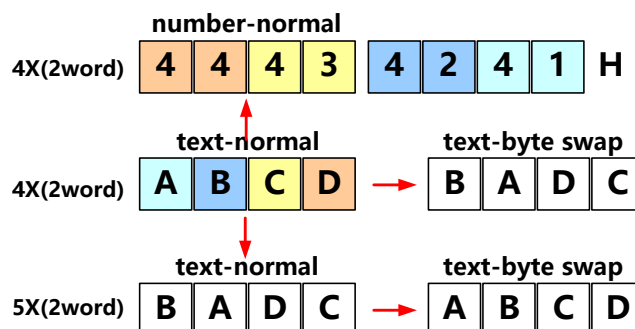 number-normal
4X(2word) 4 4 4 3 4 2 4 1 H
text-normal text-byte swap
4X(2word) A B C D B A D C
text-normal text-byte swap
5X(2word) B A D C A B C D